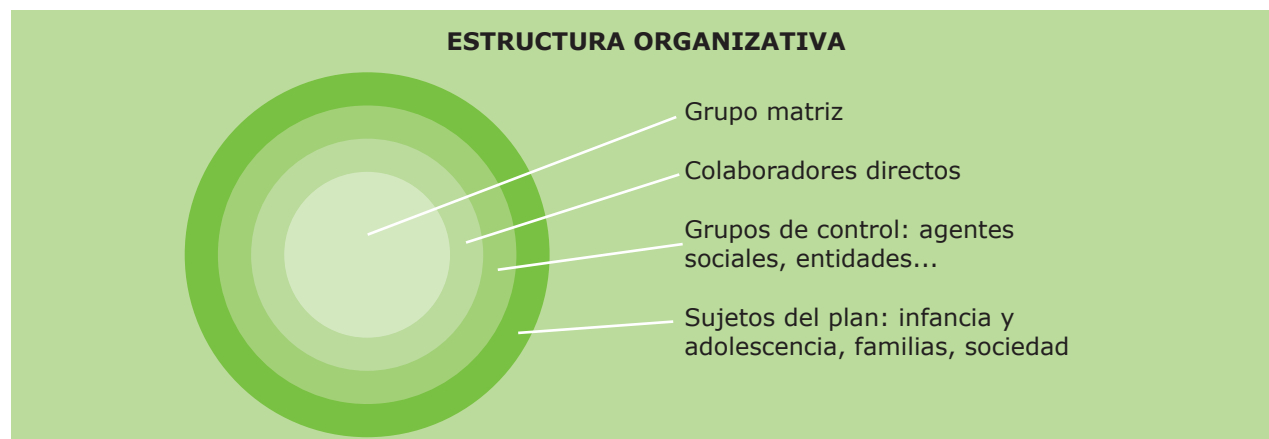 ESTRUCTURA ORGANIZATIVA
Grupo matriz
Colaboradores directos
Grupos de control: agentes
sociales, entidades...
Sujetos del plan: infancia y
adolescencia, familias, sociedad